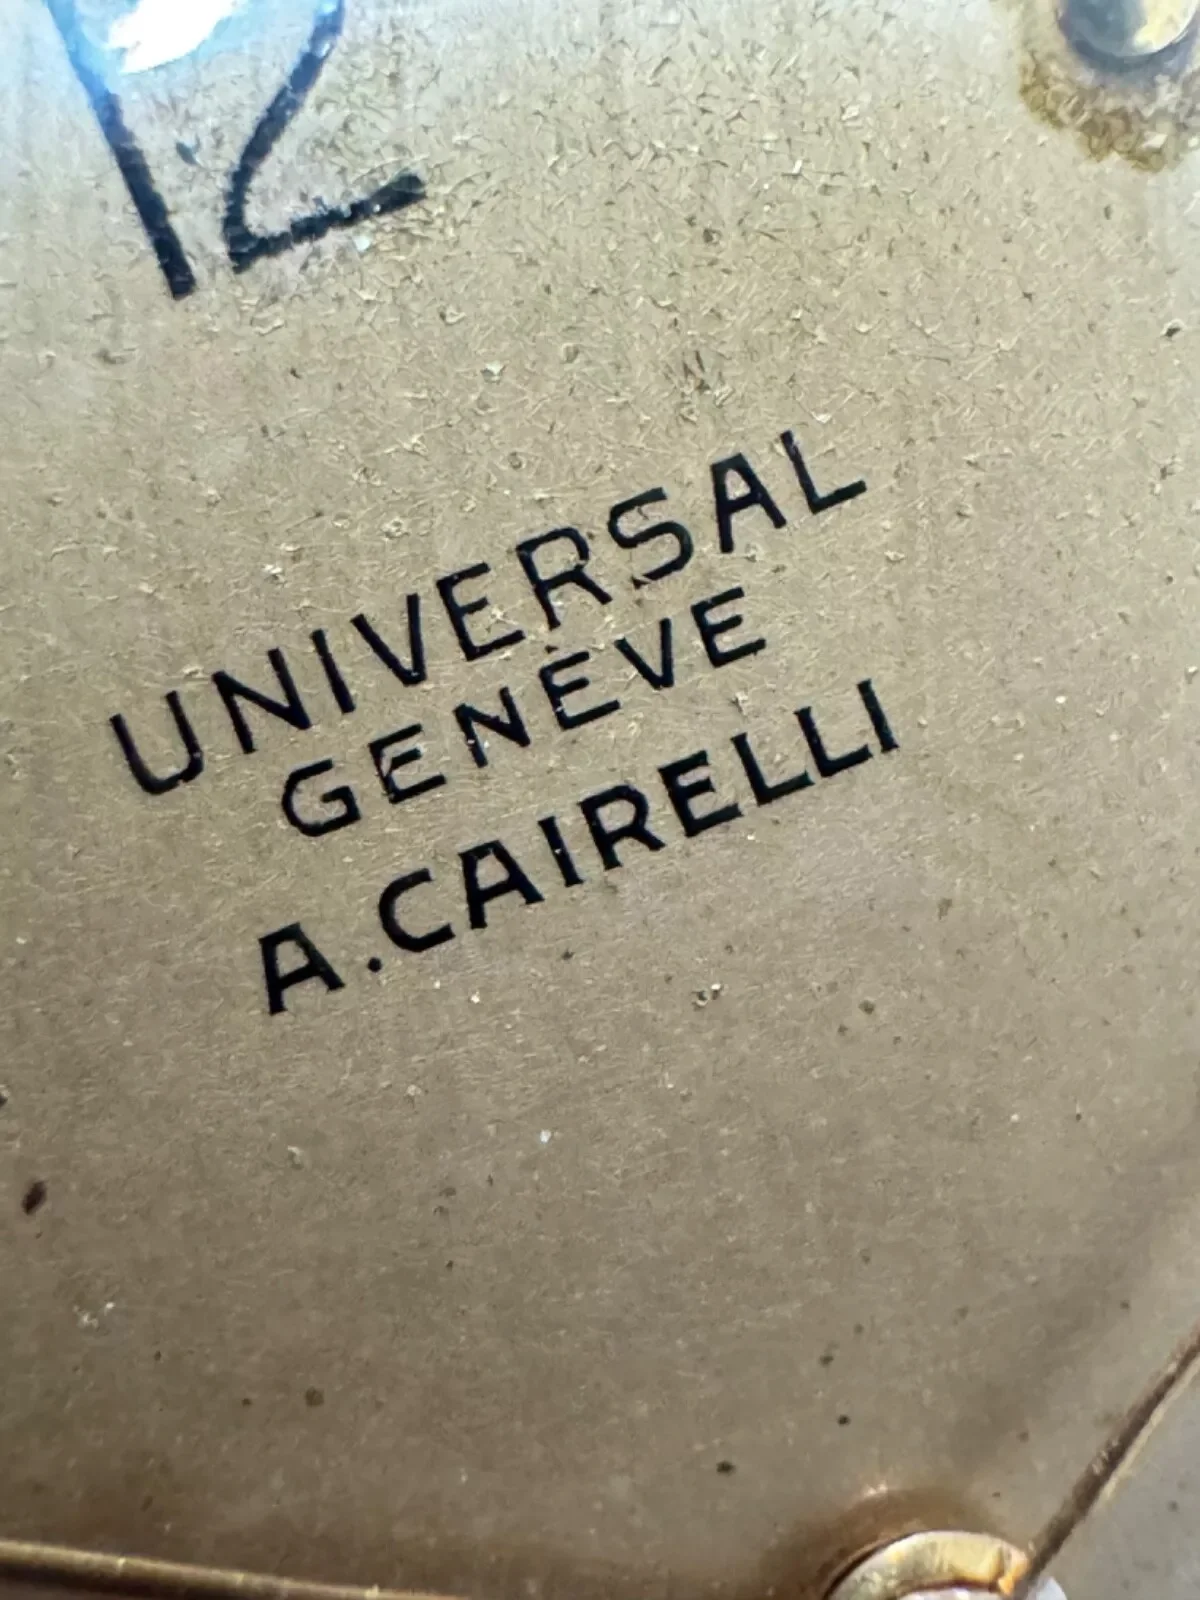 12
UNIVERSAL
GENÈVE
A.CAIRELLI